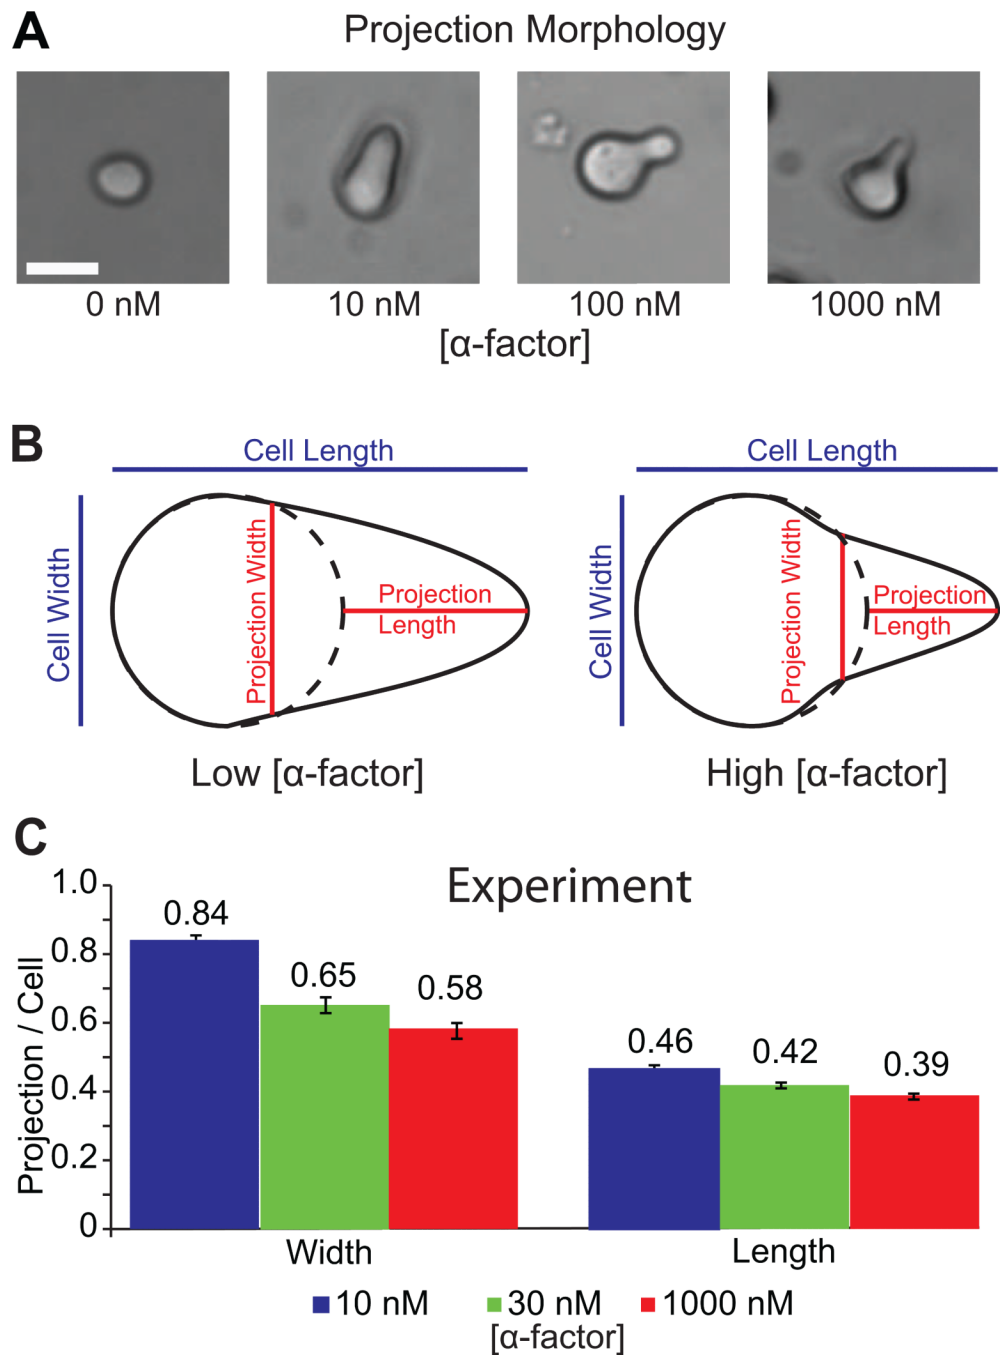 A
Projection Morphology
0 nM
10 nM
100 nM
1000 nM
[α-factor]
B
Cell Length
Cell Width
Projection Width
Projection
Length
Low [α-factor]
Cell Length
Cell Width
Projection Width
Projection
Length
High [α-factor]
C
Experiment
Projection / Cell
1.0
0.8
0.6
0.4
0.2
0
0.84
0.65
0.58
0.46
0.42
0.39
Width
Length
10 nM
30 nM
1000 nM
[α-factor]